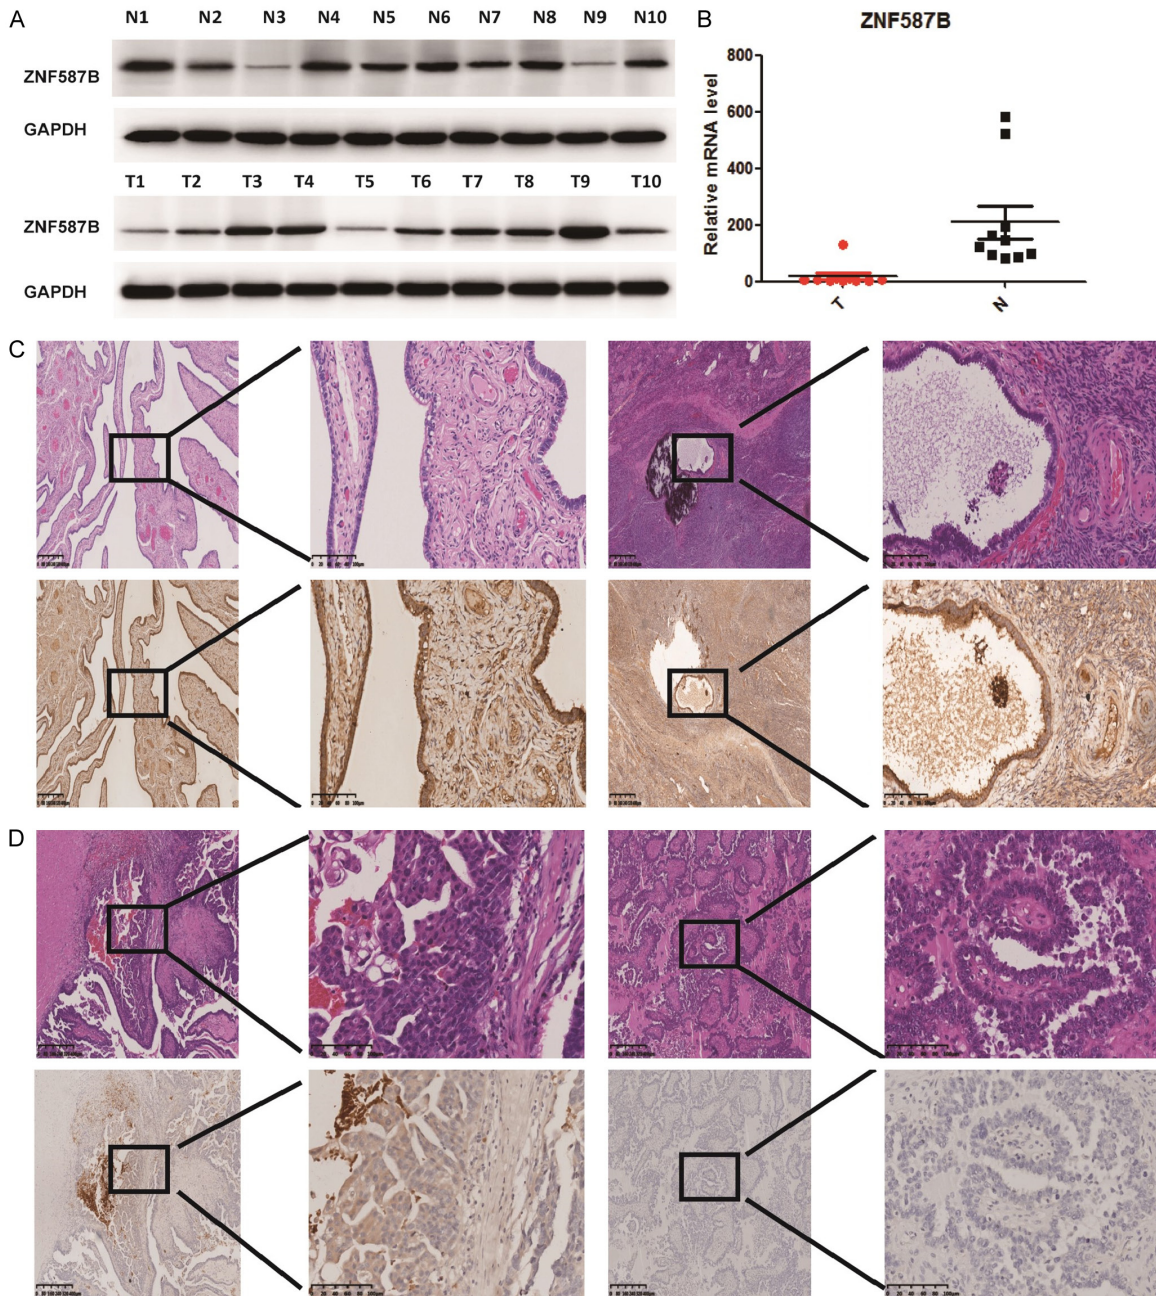 A
N1 N2 N3 N4 N5 N6 N7 N8 N9 N10
ZNF587B
GAPDH
T1 T2 T3 T4 T5 T6 T7 T8 T9 T10
ZNF587B
GAPDH
B
ZNF587B
Relative mRNA level
800
600
400
200
0
T
N
C
D